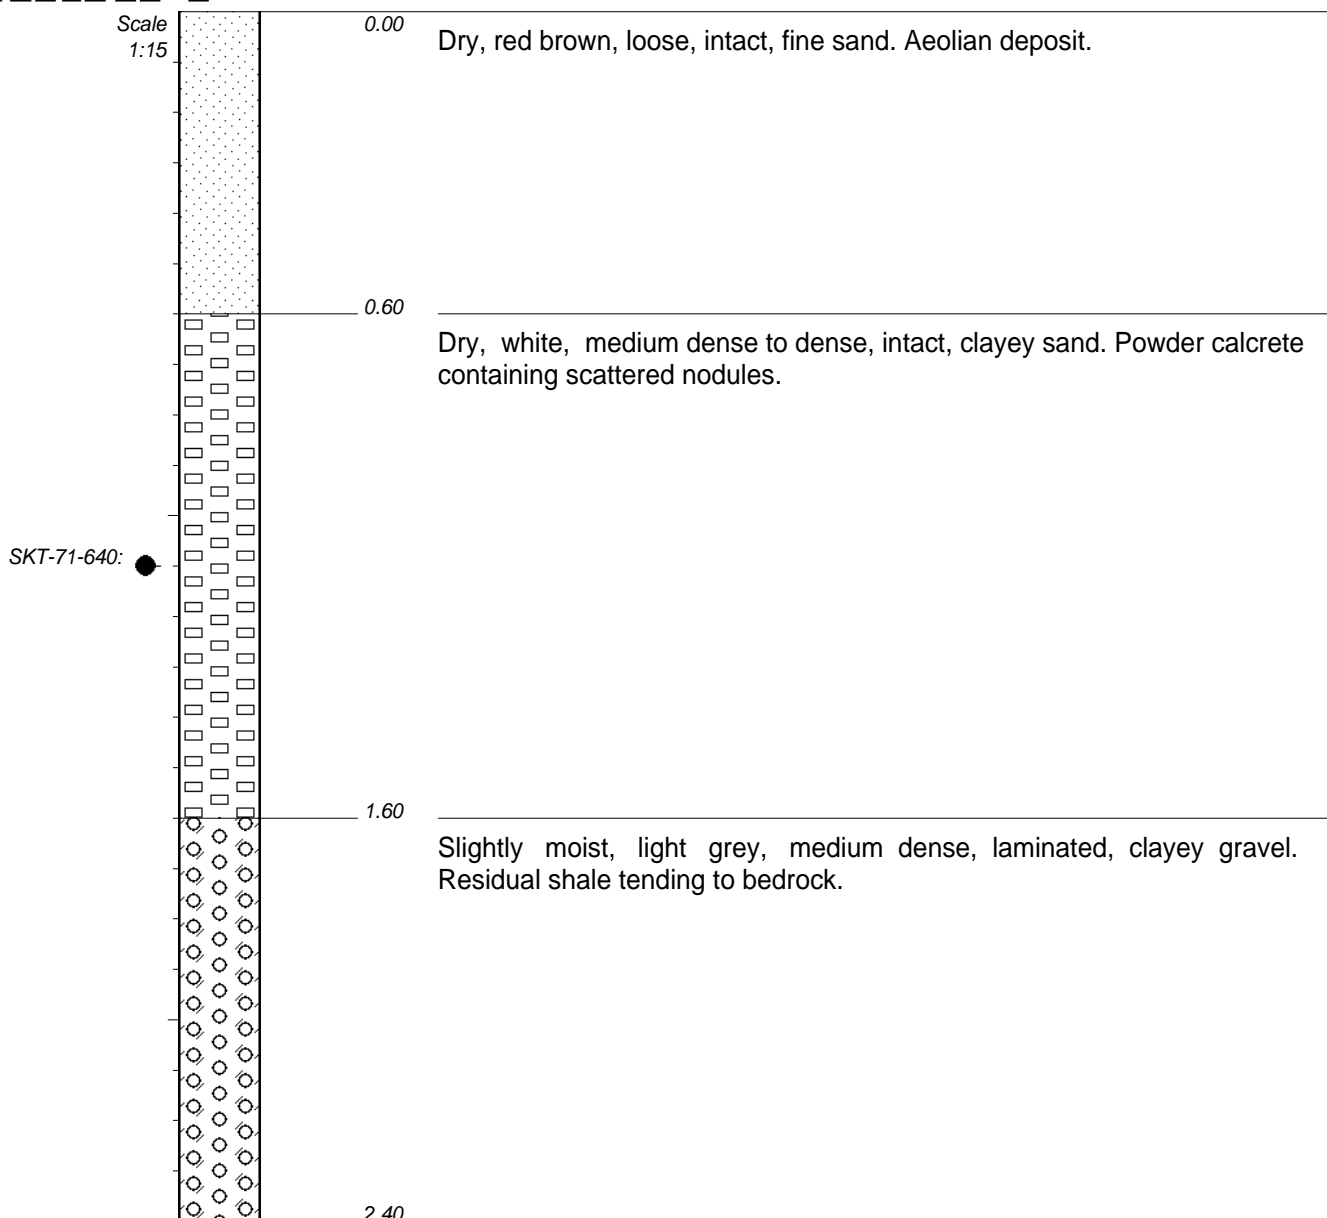 Scale
1:15
0.00
Dry, red brown, loose, intact, fine sand. Aeolian deposit.
0.60
Dry, white, medium dense to dense, intact, clayey sand. Powder calcrete
containing scattered nodules.
SKT-71-640:
1.60
Slightly moist, light grey, medium dense, laminated, clayey gravel.
Residual shale tending to bedrock.
2.40